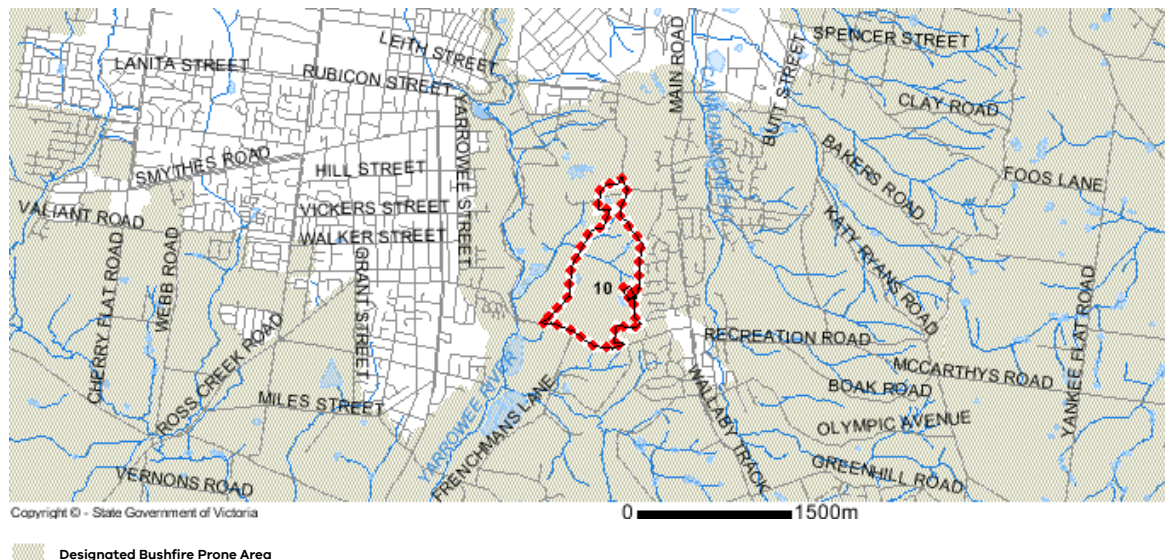 LEITH STREET
MAIN ROAD
SPENCER STREET
LANITA STREET
RUBICON STREET
CANADIAN CREEK
BUTT STREET
CLAY ROAD
YARROWEE STREET
SMYTHES ROAD
HILL STREET
BAKERS ROAD
FOOS LANE
VALIANT ROAD
VICKERS STREET
WALKER STREET
KATY RYANS ROAD
CHERRY FLAT ROAD
WEBB ROAD
GRANT STREET
10
YANKEE FLAT ROAD
ROSS CREEK ROAD
RECREATION ROAD
MCCARTHYS ROAD
MILES STREET
YARROWEE RIVER
FRENCHMANS LANE
WALLABY TRACK
BOAK ROAD
OLYMPIC AVENUE
VERNONS ROAD
GREENHILL ROAD
Copyright © - State Government of Victoria
0 1500m
Designated Bushfire Prone Area